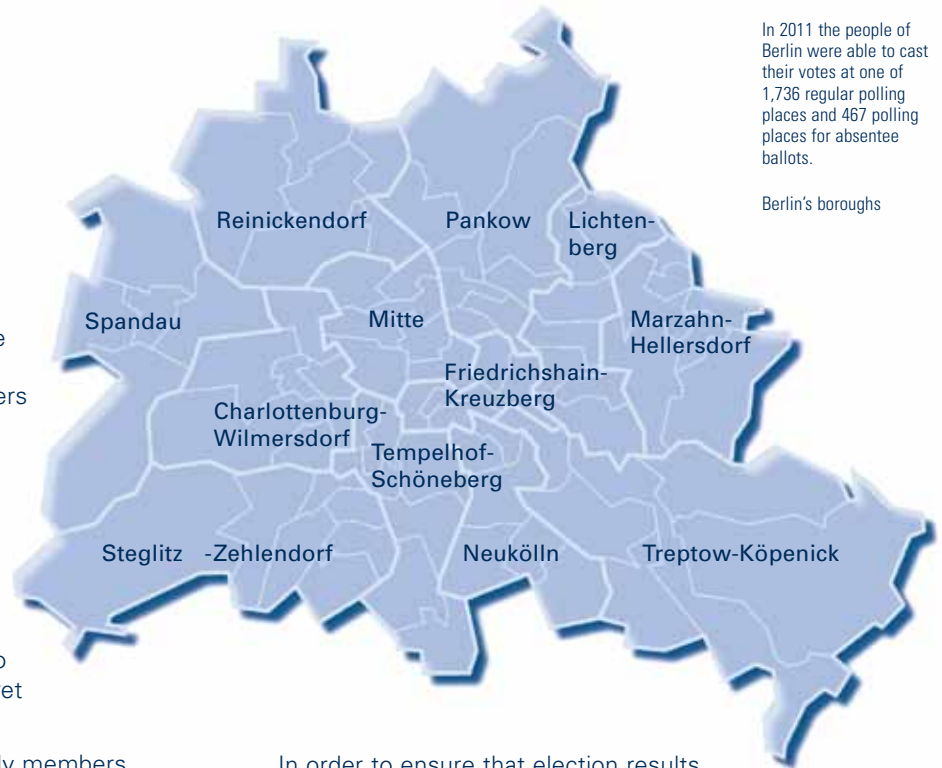 In 2011 the people of
Berlin were able to cast
their votes at one of
1,736 regular polling
places and 467 polling
places for absentee
ballots.
Berlin's boroughs
Reinickendorf
Pankow
Lichten-
berg
Spandau
Mitte
Marzahn-
Hellersdorf
Friedrichshain-
Kreuzberg
Charlottenburg-
Wilmersdorf
Tempelhof-
Schöneberg
Steglitz -Zehlendorf
Neukölln
Treptow-Köpenick
members
In order to ensure that election results